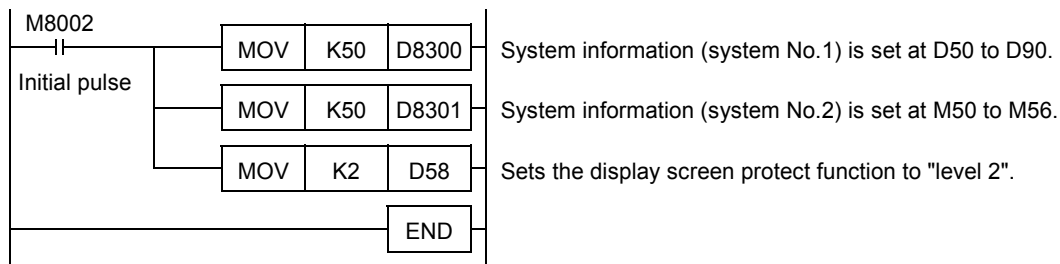 M8002
MOV K50 D8300 System information (system No.1) is set at D50 to D90.
Initial pulse
MOV K50 D8301 System information (system No.2) is set at M50 to M56.
MOV K2 D58 Sets the display screen protect function to "level 2".
END